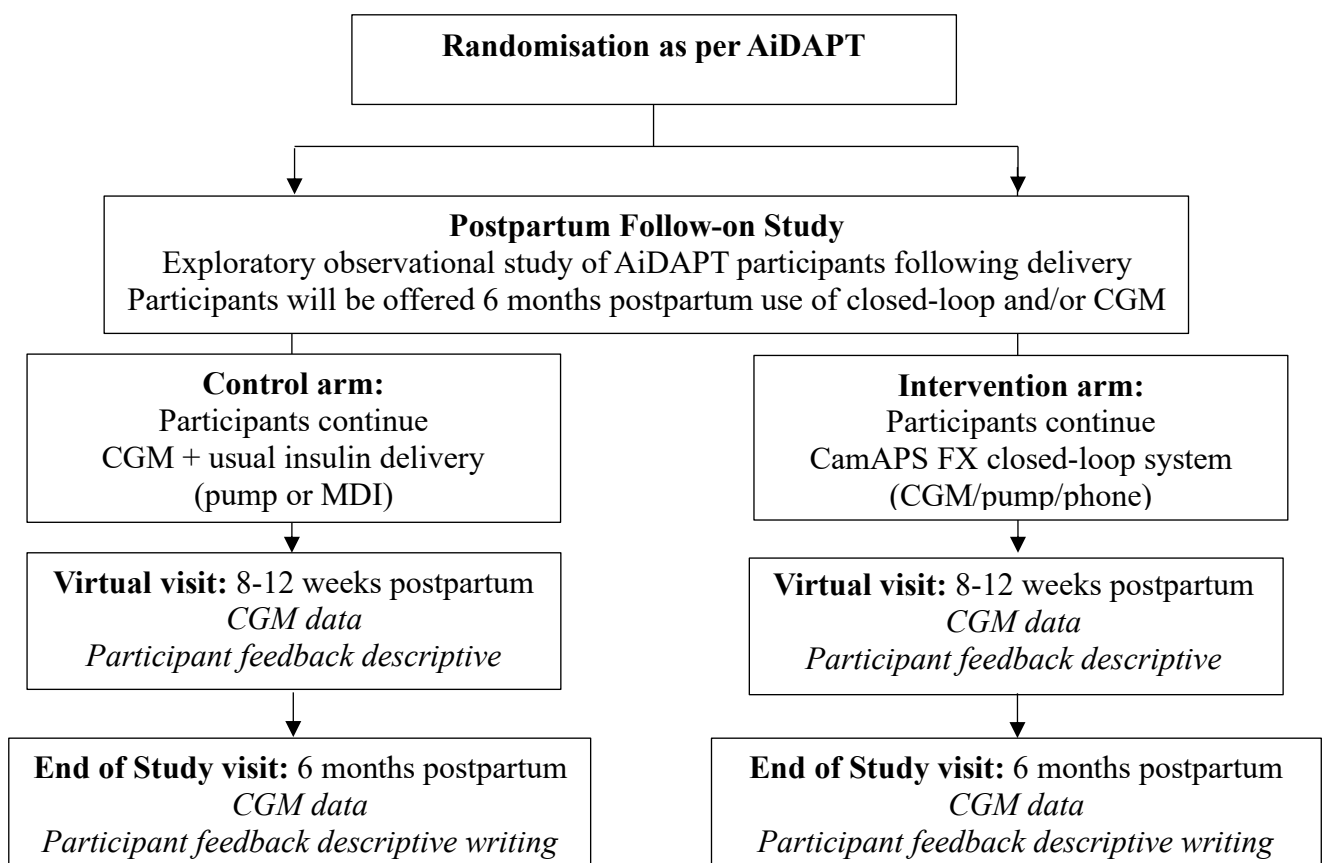 Randomisation as per AiDAPT
Postpartum Follow-on Study
Exploratory observational study of AiDAPT participants following delivery
Participants will be offered 6 months postpartum use of closed-loop and/or CGM
Control arm:
Participants continue
CGM + usual insulin delivery
(pump or MDI)
Intervention arm:
Participants continue
CamAPS FX closed-loop system
(CGM/pump/phone)
Virtual visit: 8-12 weeks postpartum
CGM data
Participant feedback descriptive
Virtual visit: 8-12 weeks postpartum
CGM data
Participant feedback descriptive
End of Study visit: 6 months postpartum
CGM data
Participant feedback descriptive writing
End of Study visit: 6 months postpartum
CGM data
Participant feedback descriptive writing